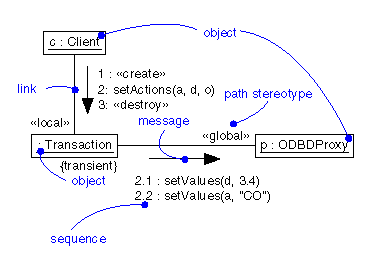 object
c : Client
link
1 : «create»
2: setActions(a, d, o)
3: «destroy»
path stereotype
message
«local»
«global»
: Transaction
p : ODBDProxy
{transient}
object
2.1 : setValues(d, 3.4)
2.2 : setValues(a, "CO")
sequence